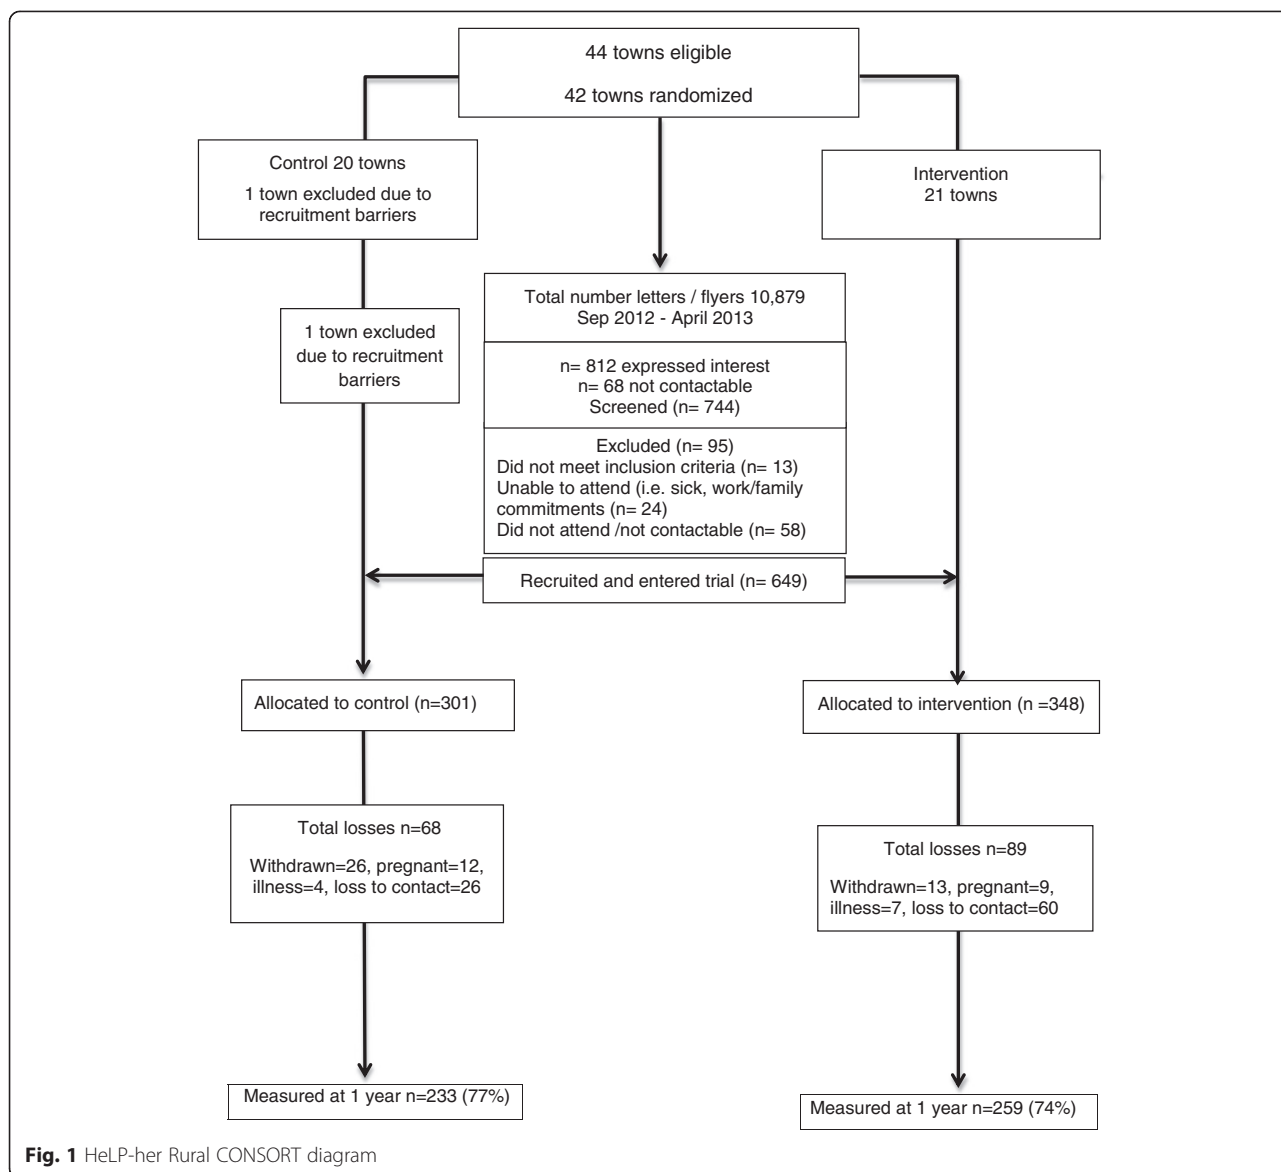 44 towns eligible
42 towns randomized
Control 20 towns
1 town excluded due to
recruitment barriers
Intervention
21 towns
Total number letters / flyers 10,879
Sep 2012 - April 2013
1 town excluded
due to recruitment
barriers
n= 812 expressed interest
n= 68 not contactable
Screened (n= 744)
Excluded (n= 95)
Did not meet inclusion criteria (n= 13)
Unable to attend (i.e. sick, work/family
commitments (n= 24)
Did not attend /not contactable (n= 58)
Recruited and entered trial (n= 649)
Allocated to control (n=301)
Allocated to intervention (n =348)
Total losses n=68
Withdrawn=26, pregnant=12,
illness=4, loss to contact=26
Total losses n=89
Withdrawn=13, pregnant=9,
illness=7, loss to contact=60
Measured at 1 year n=233 (77%)
Measured at 1 year n=259 (74%)
Fig. 1 HeLP-her Rural CONSORT diagram